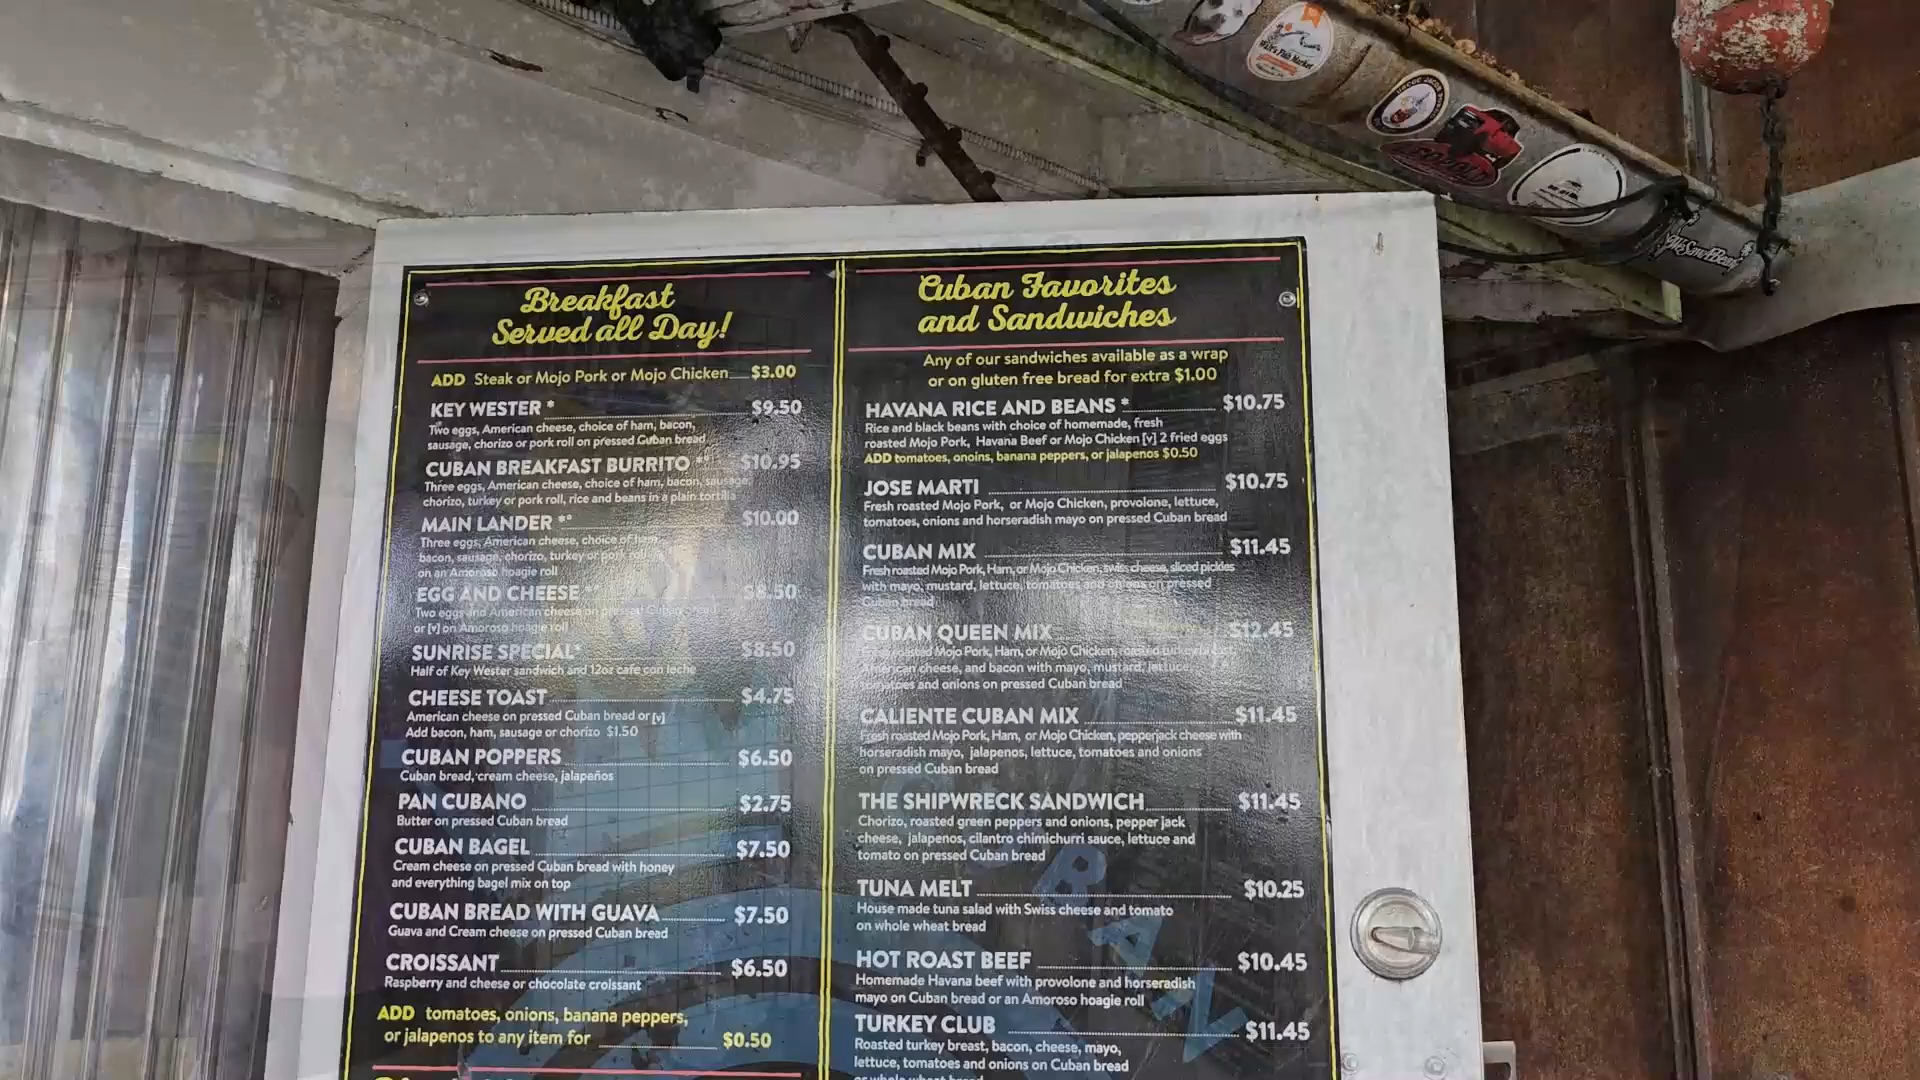 Breakfast
Served all Day!
ADD Steak or Mojo Pork or Mojo Chicken $3.00
KEY WESTER * $9.50
Two eggs, American cheese, choice of ham, bacon,
sausage, chorizo or pork roll on pressed Cuban bread
CUBAN BREAKFAST BURRITO ** $10.95
Three eggs, American cheese, choice of ham, bacon, sausage,
chorizo, turkey or pork roll, rice and beans in a plain tortilla
MAIN LANDER ** $10.00
Three eggs, American cheese, choice of ham,
bacon, sausage, chorizo, turkey or pork roll
on an Amoroso hoagie roll
EGG AND CHEESE ** $8.50
Two eggs and American cheese on pressed Cuban bread
or [v] on Amoroso hoagie roll
SUNRISE SPECIAL* $8.50
Half of Key Wester sandwich and 12oz cafe con leche
CHEESE TOAST $4.75
American cheese on pressed Cuban bread or [v]
Add bacon, ham, sausage or chorizo $1.50
CUBAN POPPERS $6.50
Cuban bread, cream cheese, jalapeños
PAN CUBANO $2.75
Butter on pressed Cuban bread
CUBAN BAGEL $7.50
Cream cheese on pressed Cuban bread with honey
and everything bagel mix on top
CUBAN BREAD WITH GUAVA $7.50
Guava and Cream cheese on pressed Cuban bread
CROISSANT $6.50
Raspberry and cheese or chocolate croissant
ADD tomatoes, onions, banana peppers,
or jalapenos to any item for $0.50
Cuban Favorites
and Sandwiches
Any of our sandwiches available as a wrap
or on gluten free bread for extra $1.00
HAVANA RICE AND BEANS * $10.75
Rice and black beans with choice of homemade, fresh
roasted Mojo Pork, Havana Beef or Mojo Chicken [v] 2 fried eggs
ADD tomatoes, onoins, banana peppers, or jalapenos $0.50
JOSE MARTI $10.75
Fresh roasted Mojo Pork, or Mojo Chicken, provolone, lettuce,
tomatoes, onions and horseradish mayo on pressed Cuban bread
CUBAN MIX $11.45
Fresh roasted Mojo Pork, Ham, or Mojo Chicken, swiss cheese, sliced pickles
with mayo, mustard, lettuce, tomatoes and onions on pressed
Cuban bread
CUBAN QUEEN MIX $12.45
Fresh roasted Mojo Pork, Ham, or Mojo Chicken, roasted turkey breast,
American cheese, and bacon with mayo, mustard, lettuce,
tomatoes and onions on pressed Cuban bread
CALIENTE CUBAN MIX $11.45
Fresh roasted Mojo Pork, Ham, or Mojo Chicken, pepperjack cheese with
horseradish mayo, jalapenos, lettuce, tomatoes and onions
on pressed Cuban bread
THE SHIPWRECK SANDWICH $11.45
Chorizo, roasted green peppers and onions, pepper jack
cheese, jalapenos, cilantro chimichurri sauce, lettuce and
tomato on pressed Cuban bread
TUNA MELT $10.25
House made tuna salad with Swiss cheese and tomato
on whole wheat bread
HOT ROAST BEEF $10.45
Homemade Havana beef with provolone and horseradish
mayo on Cuban bread or an Amoroso hoagie roll
TURKEY CLUB $11.45
Roasted turkey breast, bacon, cheese, mayo,
lettuce, tomatoes and onions on Cuban bread
or whole wheat bread